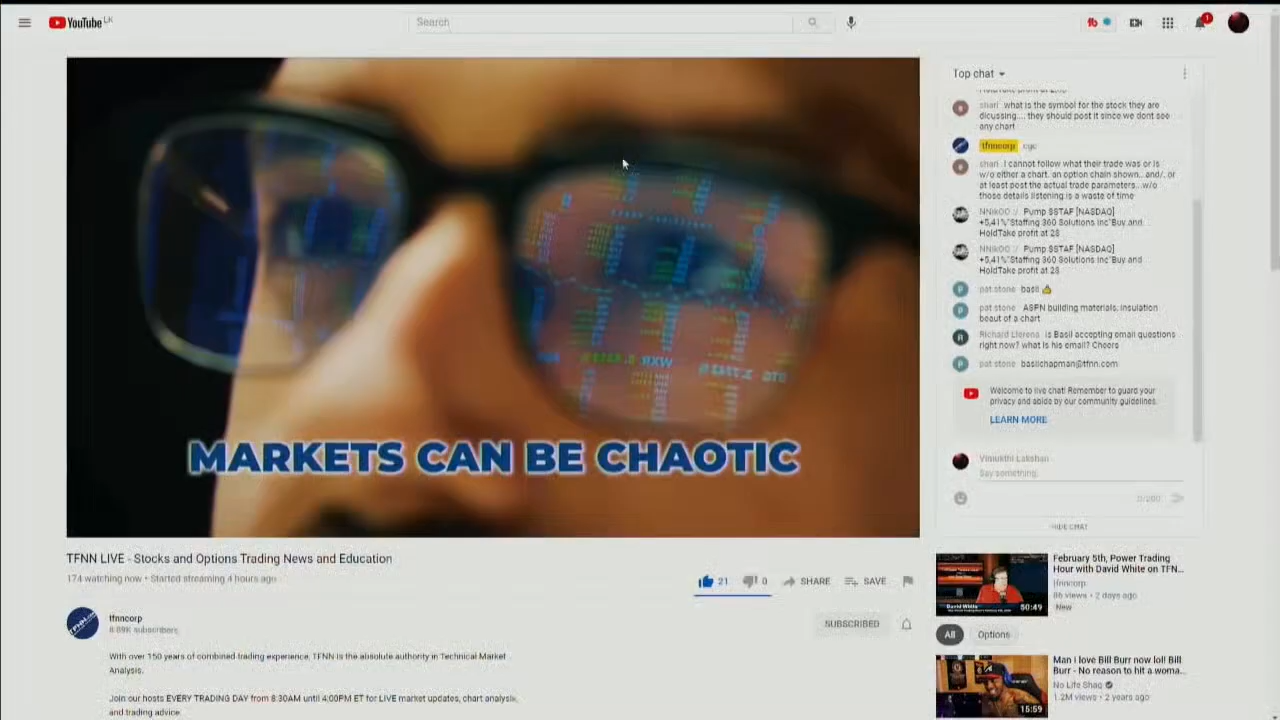 YouTube LK
Search
1
Top chat
shari what is the symbol for the stock they are
dicussing.... they should post it since we dont see
any chart
tfnncorp cgc
shari I cannot follow what their trade was or is
w/o either a chart. an option chain shown.. and/. or
at least post the actual trade parameters...w/o
those details listening is a waste of time
Pump $STAF [NASDAQ]
+5,41%"Staffing 360 Solutions Inc"Buy and
HoldTake profit at 2$
Pump $STAF [NASDAQ]
+5,41%"Staffing 360 Solutions Inc"Buy and
HoldTake profit at 2$
pat stone basil 👍
pat stone ASPN building materials. insulation
beaut of a chart
Richard Llerena is Basil accepting email questions
right now? what is his email? Cheers
pat stone basilchapman@tfnn.com
Welcome to live chat! Remember to guard your
privacy and abide by our community guidelines.
LEARN MORE
Vimukthi Lakshan
Say something...
0/200
HIDE CHAT
MARKETS CAN BE CHAOTIC
TFNN LIVE - Stocks and Options Trading News and Education
174 watching now • Started streaming 4 hours ago
21 0 SHARE SAVE
tfnncorp
8.89K subscribers
SUBSCRIBED
With over 150 years of combined trading experience, TFNN is the absolute authority in Technical Market
Analysis.
Join our hosts EVERY TRADING DAY from 8:30AM until 4:00PM ET for LIVE market updates, chart analysis,
and trading advice
February 5th, Power Trading
Hour with David White on TFN...
tfnncorp
86 views • 2 days ago
New
David White
50:49
All Options
Man i love Bill Burr now lol! Bill
Burr - No reason to hit a woma...
No Life Shaq
1.2M views • 2 years ago
15:59